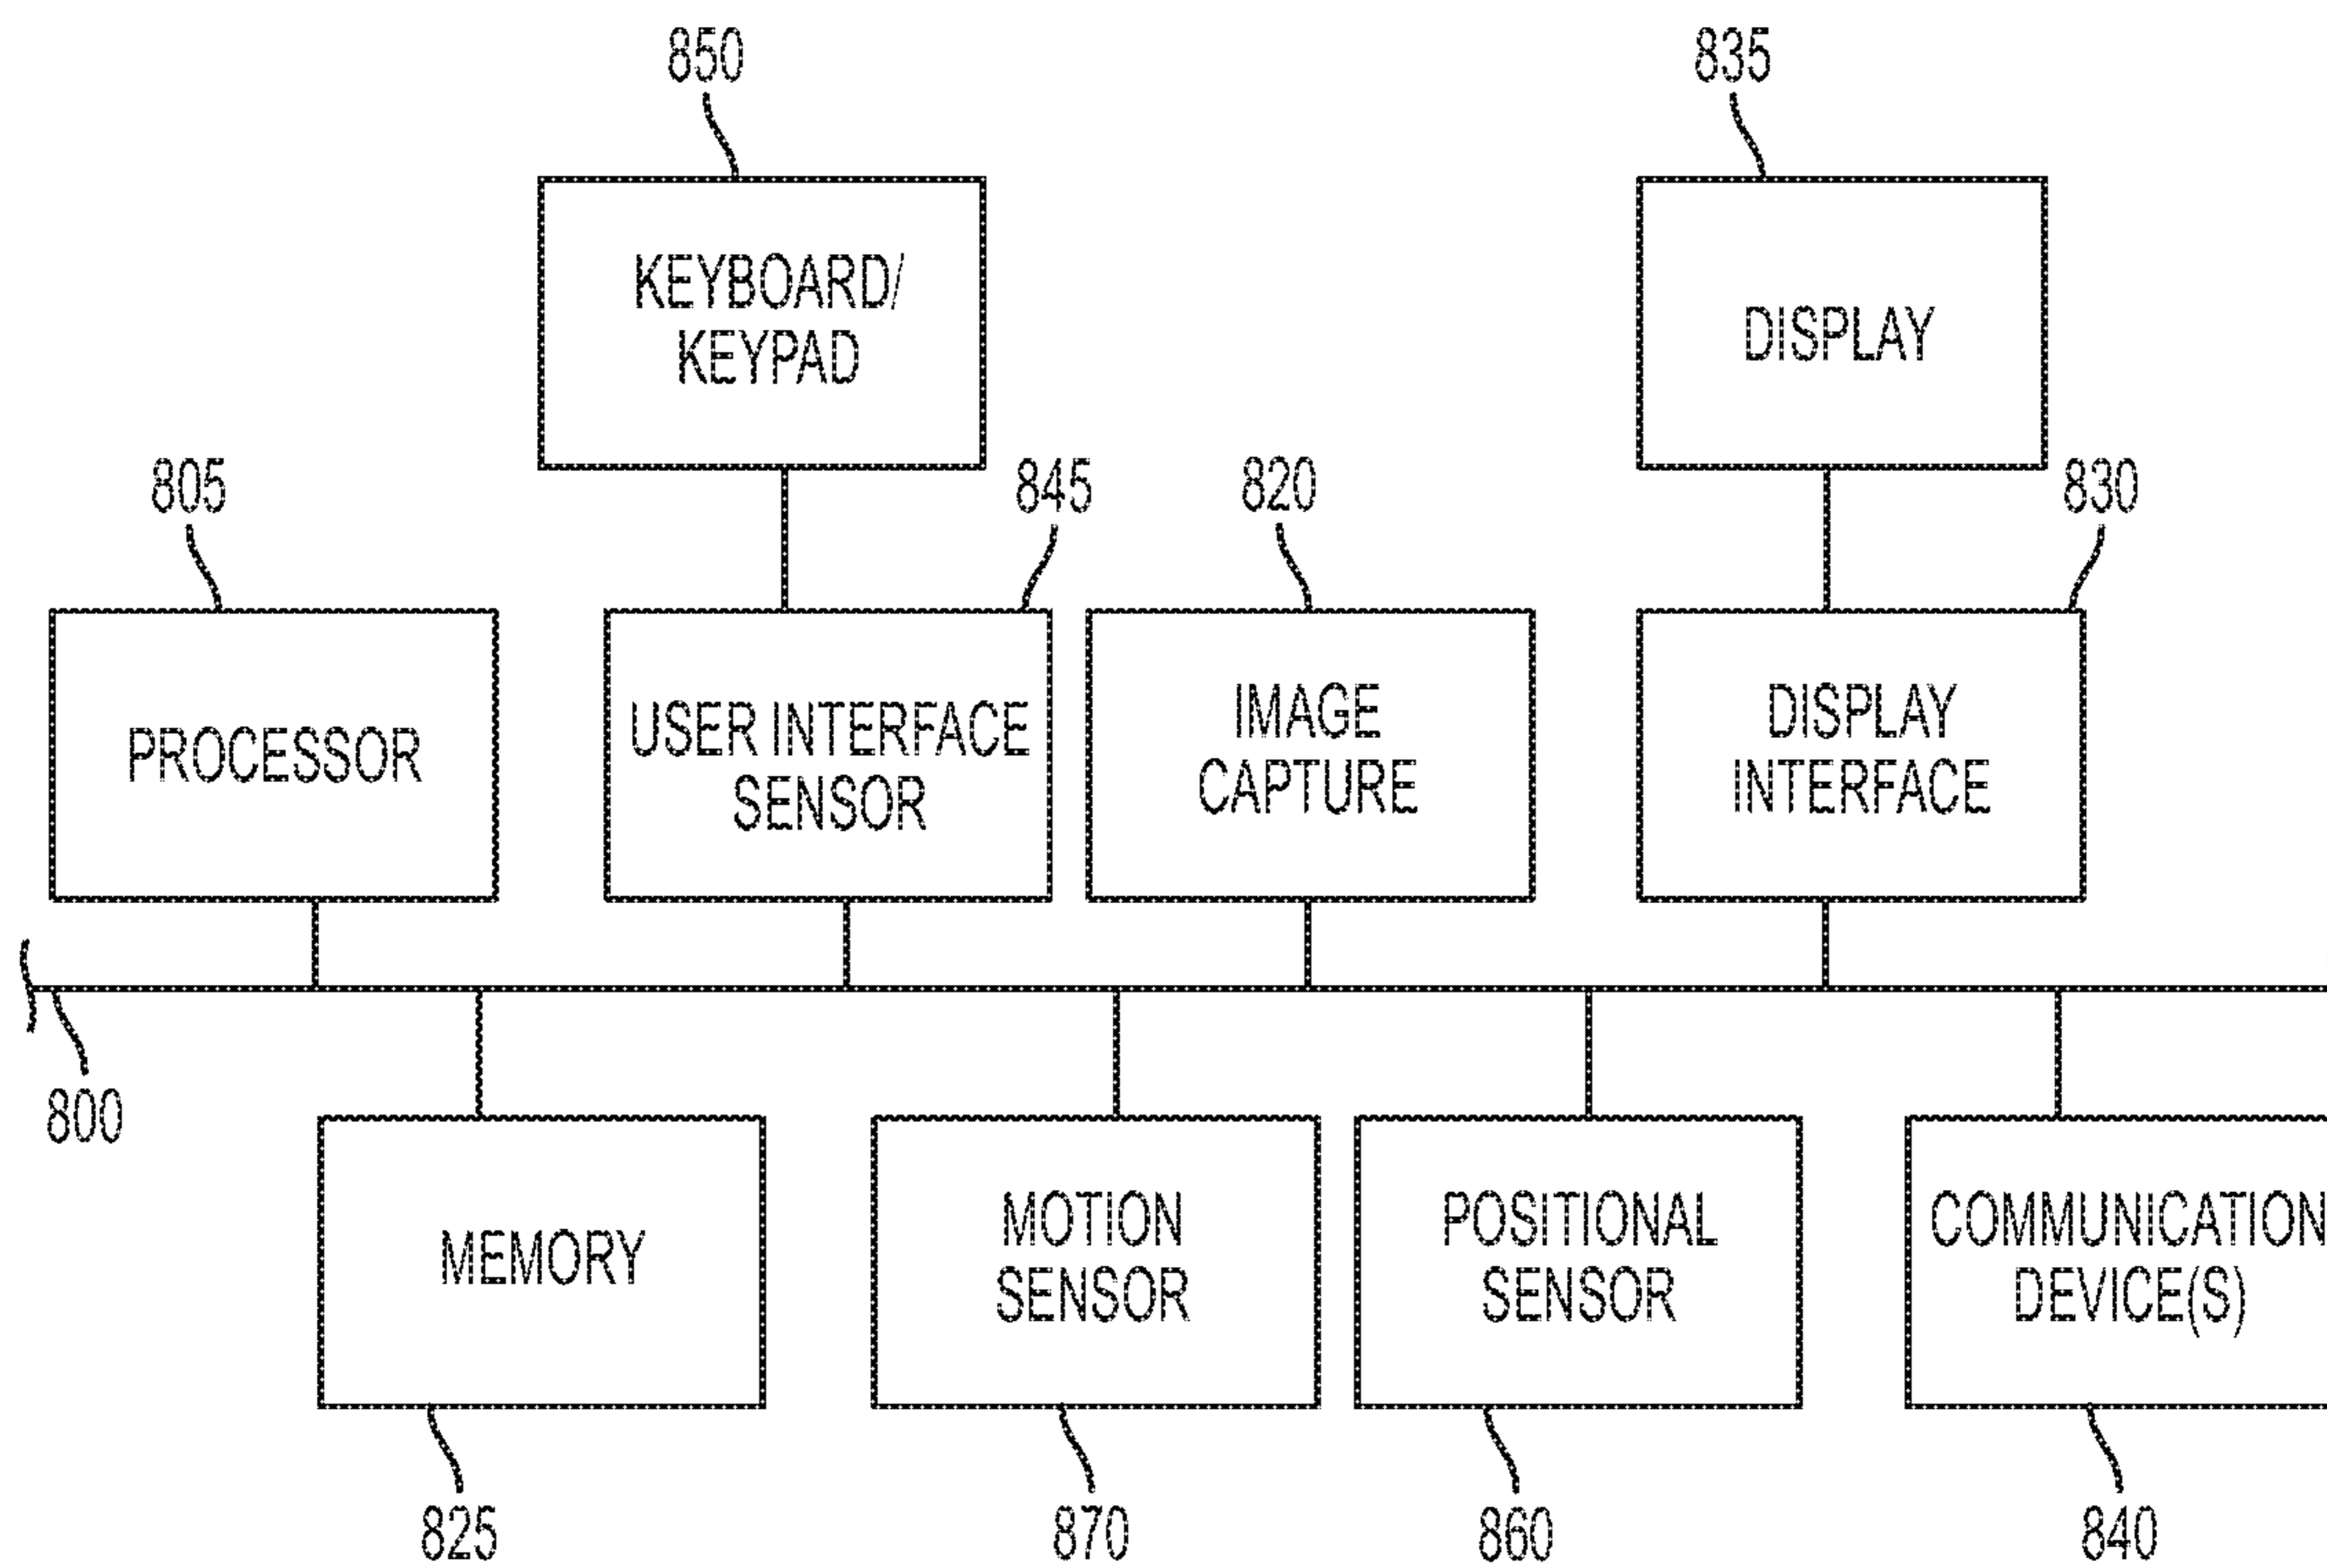 850
835
KEYBOARD/
KEYPAD
DISPLAY
805
845
820
830
PROCESSOR
USER INTERFACE
SENSOR
IMAGE
CAPTURE
DISPLAY
INTERFACE
800
MEMORY
MOTION
SENSOR
POSITIONAL
SENSOR
COMMUNICATION
DEVICE(S)
825
870
860
840